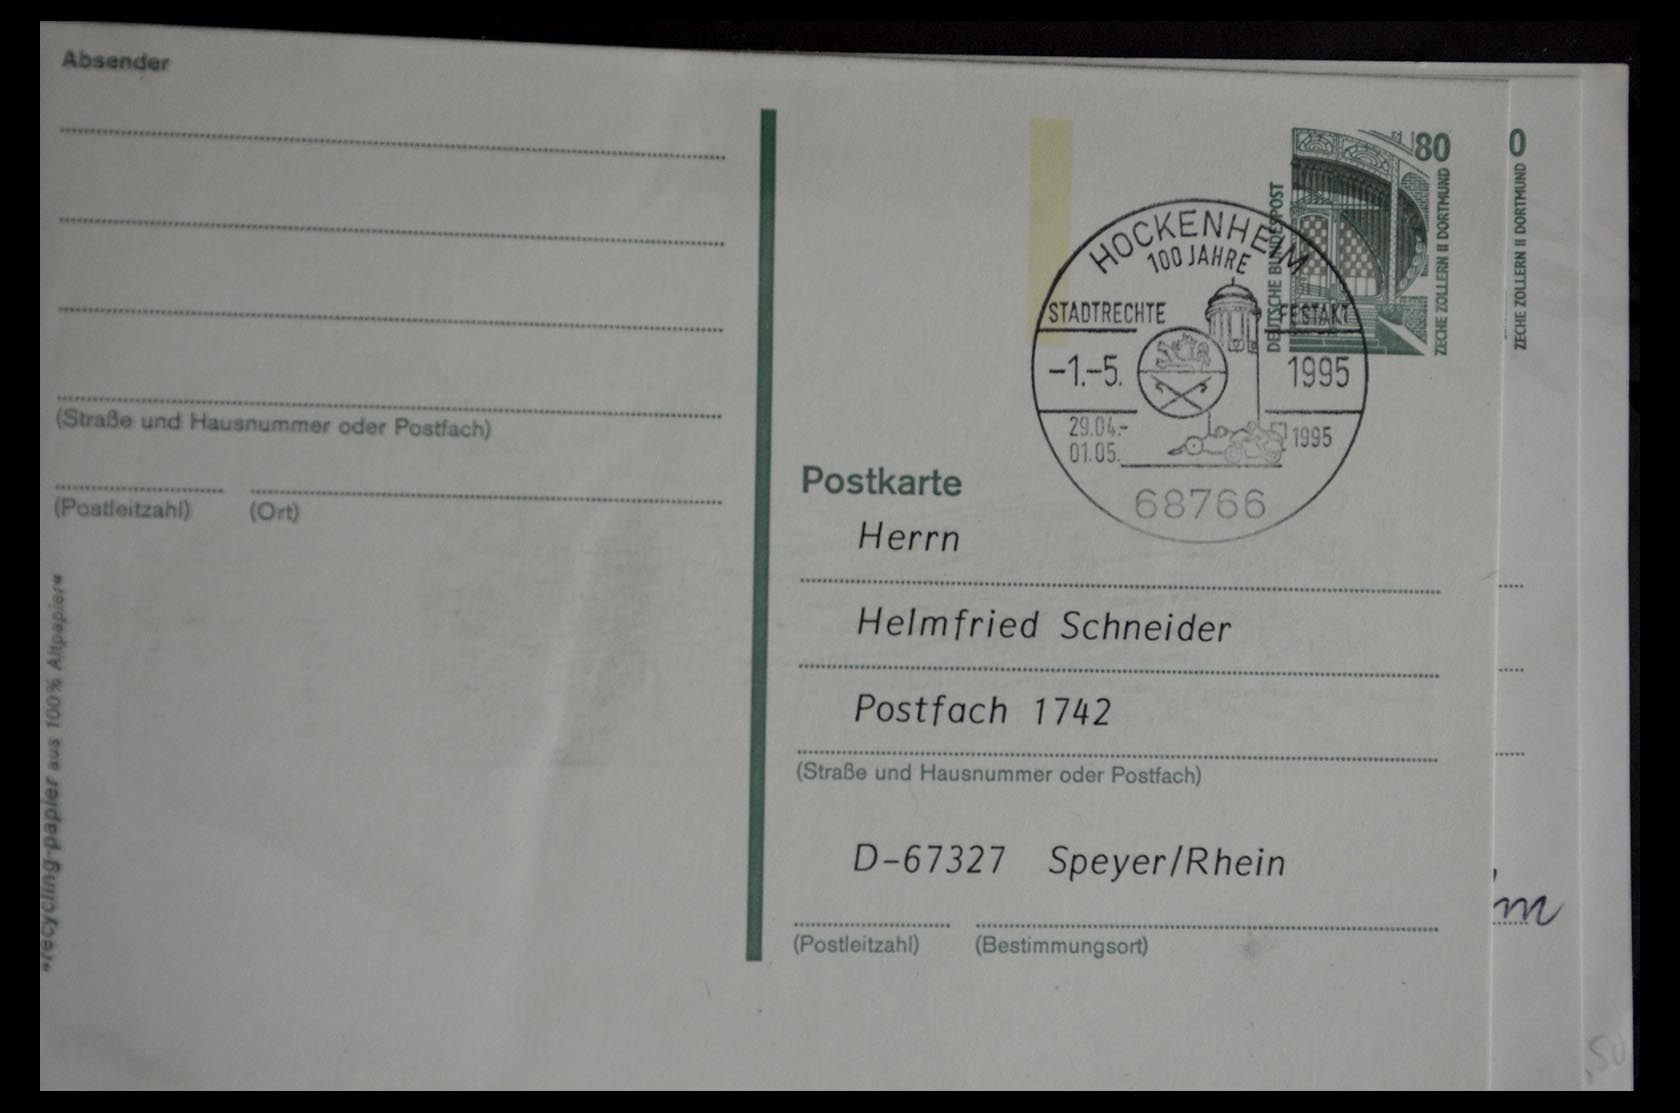 Absender
(Straße und Hausnummer oder Postfach)
(Postleitzahl) (Ort)
"recycling-papier aus 100% Altpapier"
80
DEUTSCHE BUNDESPOST
ZECHE ZOLLERN II DORTMUND
0
ZECHE ZOLLERN II DORTMUND
HOCKENHEIM
100 JAHRE
STADTRECHTE FESTAKT
-1.-5. 1995
29.04.- 1995
01.05.
68766
Postkarte
Herrn
Helmfried Schneider
Postfach 1742
(Straße und Hausnummer oder Postfach)
D-67327 Speyer/Rhein
(Postleitzahl) (Bestimmungsort)
,50